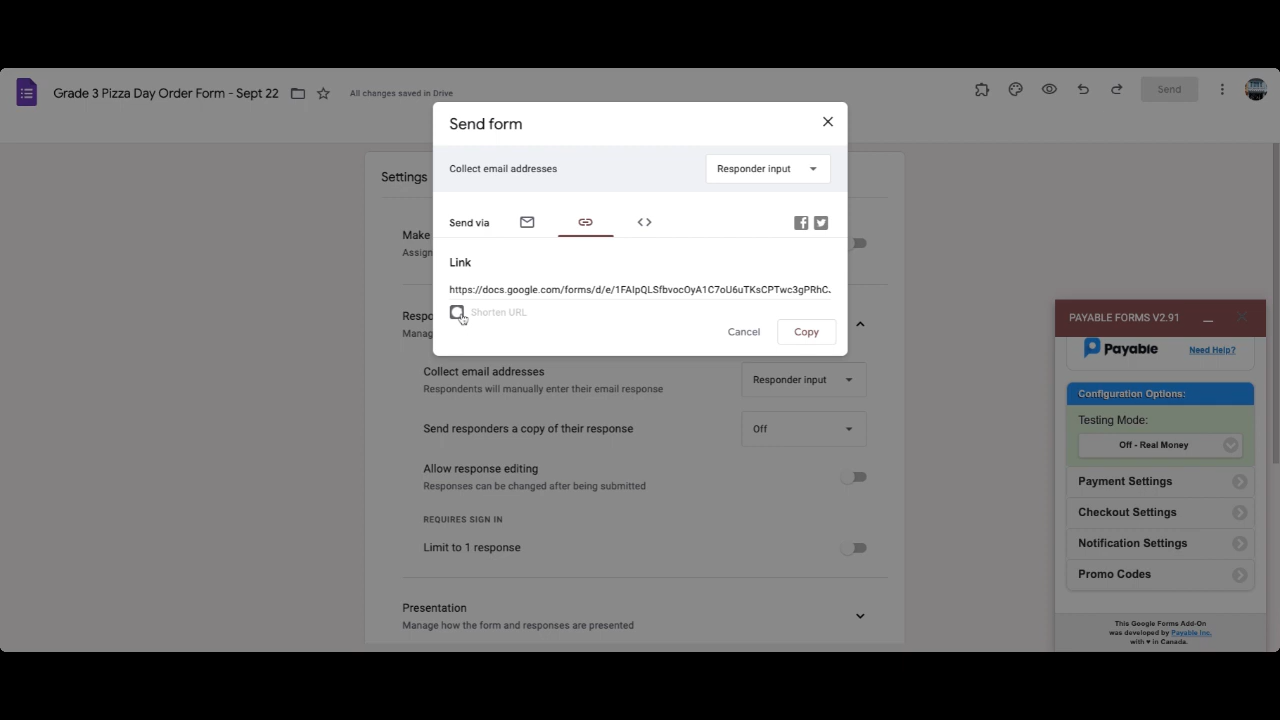 Grade 3 Pizza Day Order Form - Sept 22
All changes saved in Drive
Send
Send form
Collect email addresses
Responder input
Send via
Link
https://docs.google.com/forms/d/e/1FAIpQLSfbvocOyA1C7oU6uTKsCPTwc3gPRhC
Shorten URL
Cancel
Copy
Settings
Make
Assign
Respo
Manag
Collect email addresses
Respondents will manually enter their email response
Responder input
Send responders a copy of their response
Off
Allow response editing
Responses can be changed after being submitted
REQUIRES SIGN IN
Limit to 1 response
Presentation
Manage how the form and responses are presented
PAYABLE FORMS V2.91
Payable
Need Help?
Configuration Options:
Testing Mode:
Off - Real Money
Payment Settings
Checkout Settings
Notification Settings
Promo Codes
This Google Forms Add-On
was developed by Payable Inc.
with ♥ in Canada.